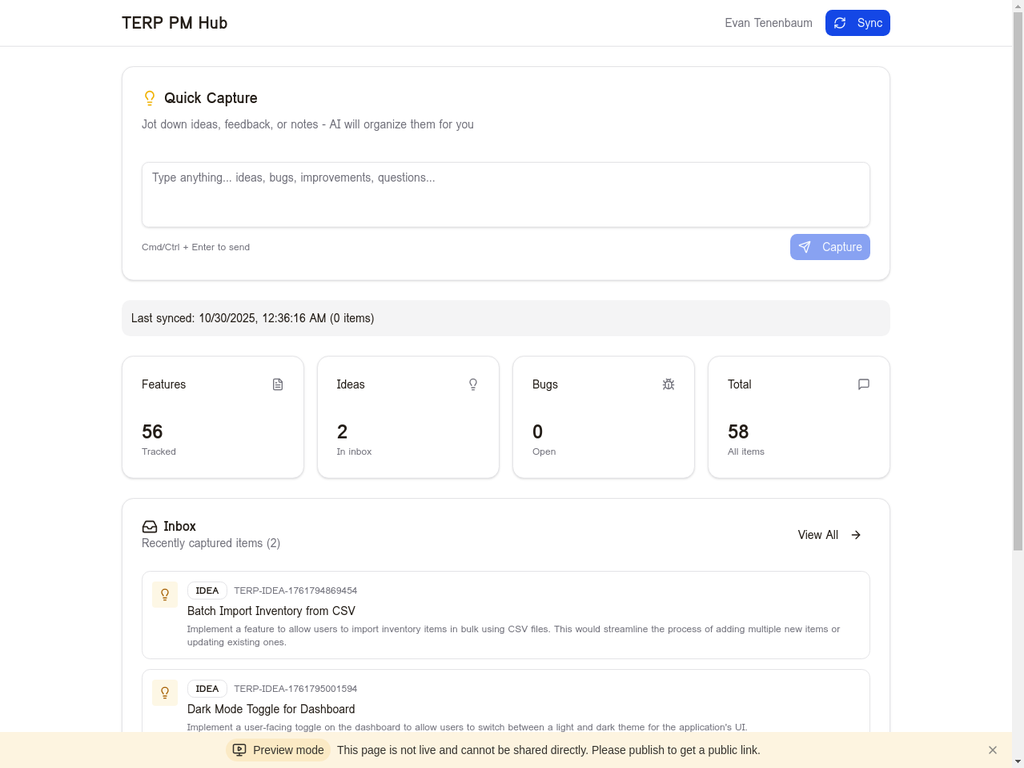 TERP PM Hub
Evan Tenenbaum
Sync
Quick Capture
Jot down ideas, feedback, or notes - AI will organize them for you
Type anything... ideas, bugs, improvements, questions...
Cmd/Ctrl + Enter to send
Capture
Last synced: 10/30/2025, 12:36:16 AM (0 items)
Features
56
Tracked
Ideas
2
In inbox
Bugs
0
Open
Total
58
All items
Inbox
Recently captured items (2)
View All
IDEA TERP-IDEA-1761794869454
Batch Import Inventory from CSV
Implement a feature to allow users to import inventory items in bulk using CSV files. This would streamline the process of adding multiple new items or
updating existing ones.
IDEA TERP-IDEA-1761795001594
Dark Mode Toggle for Dashboard
Implement a user-facing toggle on the dashboard to allow users to switch between a light and dark theme for the application's UI.
Preview mode This page is not live and cannot be shared directly. Please publish to get a public link.